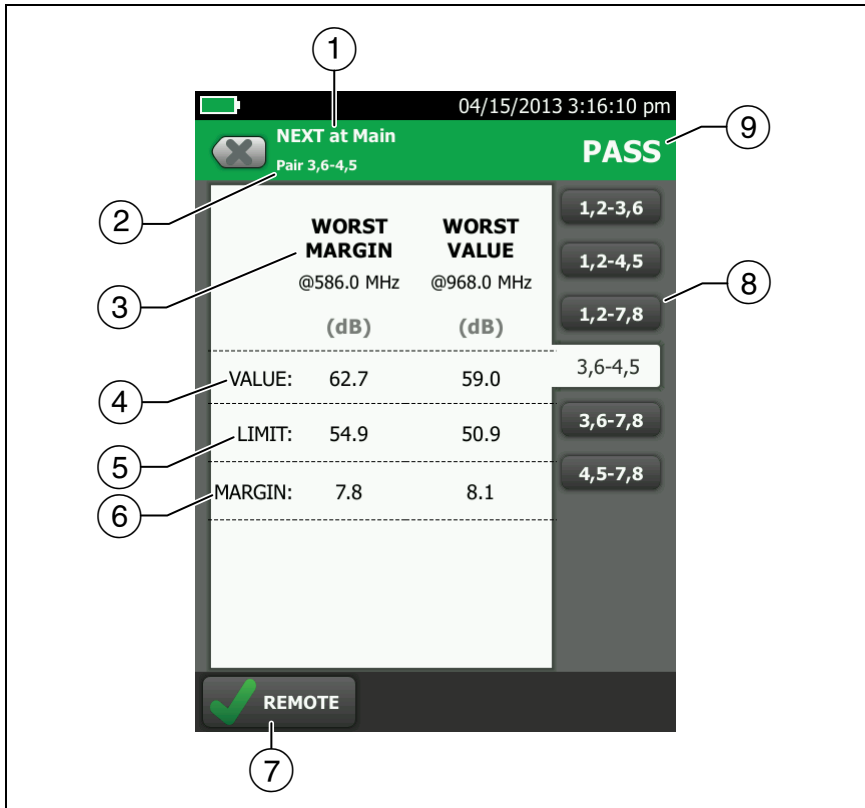 1
04/15/2013 3:16:10 pm
NEXT at Main
PASS
9
Pair 3,6-4,5
2
WORST MARGIN
WORST VALUE
1,2-3,6
3
@586.0 MHz
@968.0 MHz
1,2-4,5
8
(dB)
(dB)
1,2-7,8
4
VALUE: 62.7 59.0
3,6-4,5
5
LIMIT: 54.9 50.9
3,6-7,8
6
MARGIN: 7.8 8.1
4,5-7,8
REMOTE
7